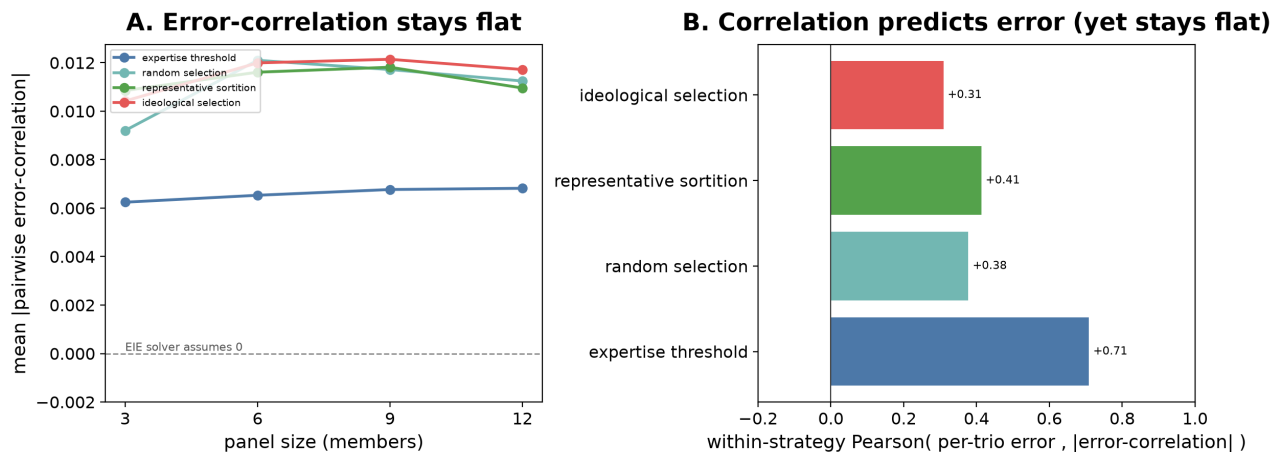 A. Error-correlation stays flat
mean |pairwise error-correlation|
0.012
0.010
0.008
0.006
0.004
0.002
0.000
−0.002
expertise threshold
random selection
representative sortition
ideological selection
EIE solver assumes 0
3
6
9
12
panel size (members)
B. Correlation predicts error (yet stays flat)
ideological selection
representative sortition
random selection
expertise threshold
+0.31
+0.41
+0.38
+0.71
−0.2
0.0
0.2
0.4
0.6
0.8
1.0
within-strategy Pearson( per-trio error , |error-correlation| )